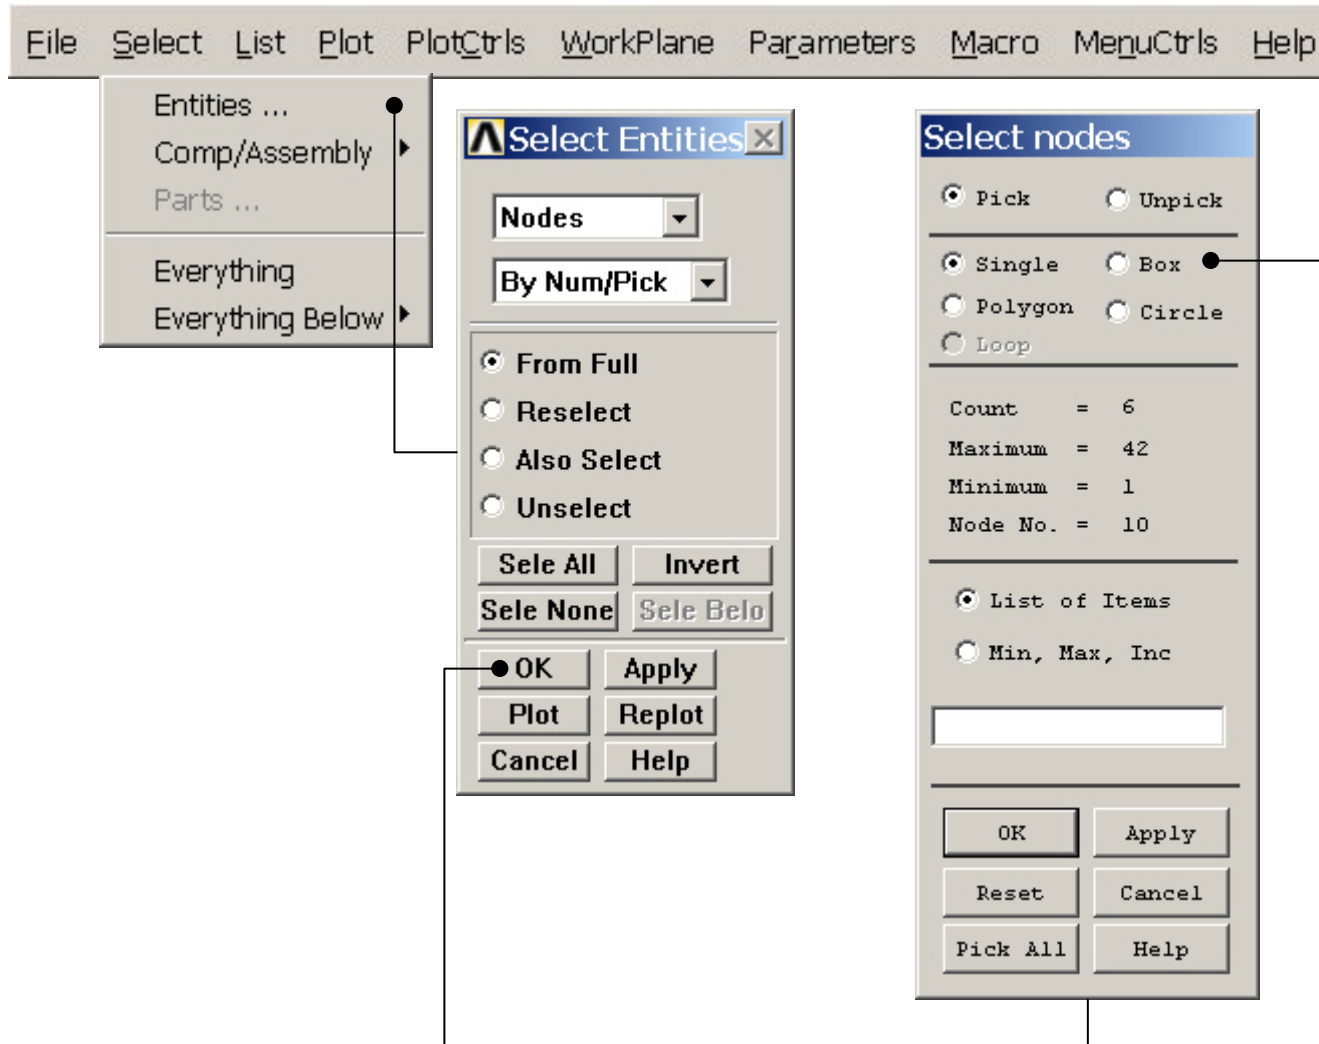 File Select List Plot PlotCtrls WorkPlane Parameters Macro MenuCtrls Help
Entities ...
Comp/Assembly
Parts ...
Everything
Everything Below
Select Entities
Nodes
By Num/Pick
From Full
Reselect
Also Select
Unselect
Sele All Invert
Sele None Sele Belo
OK Apply
Plot Replot
Cancel Help
Select nodes
Pick Unpick
Single Box
Polygon Circle
Loop
Count = 6
Maximum = 42
Minimum = 1
Node No. = 10
List of Items
Min, Max, Inc
OK Apply
Reset Cancel
Pick All Help